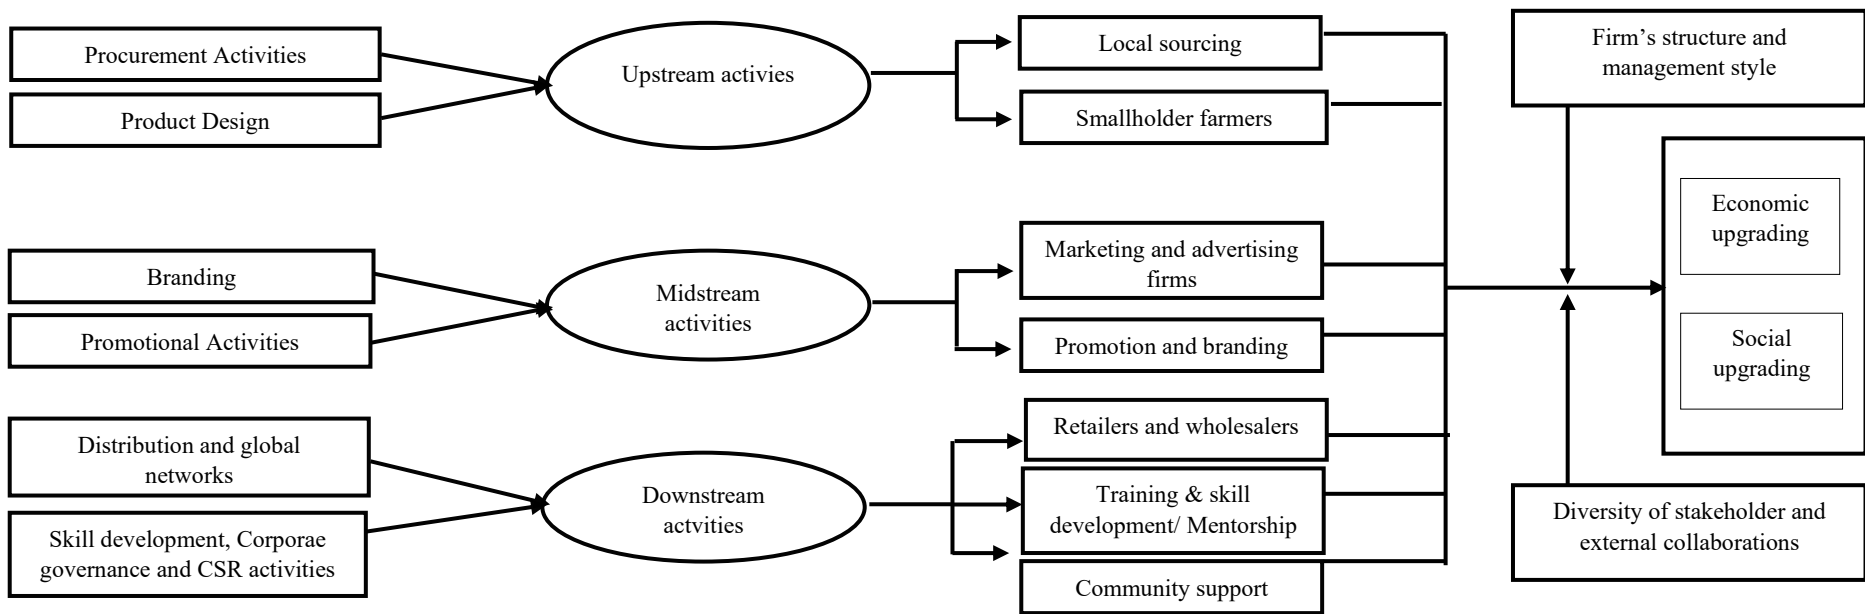 Procurement Activities
Product Design
Upstream activies
Local sourcing
Smallholder farmers
Branding
Promotional Activities
Midstream
activities
Marketing and advertising
firms
Promotion and branding
Distribution and global
networks
Skill development, Corporae
governance and CSR activities
Downstream
actvities
Retailers and wholesalers
Training & skill
development/ Mentorship
Community support
Firm’s structure and
management style
Economic
upgrading
Social
upgrading
Diversity of stakeholder and
external collaborations